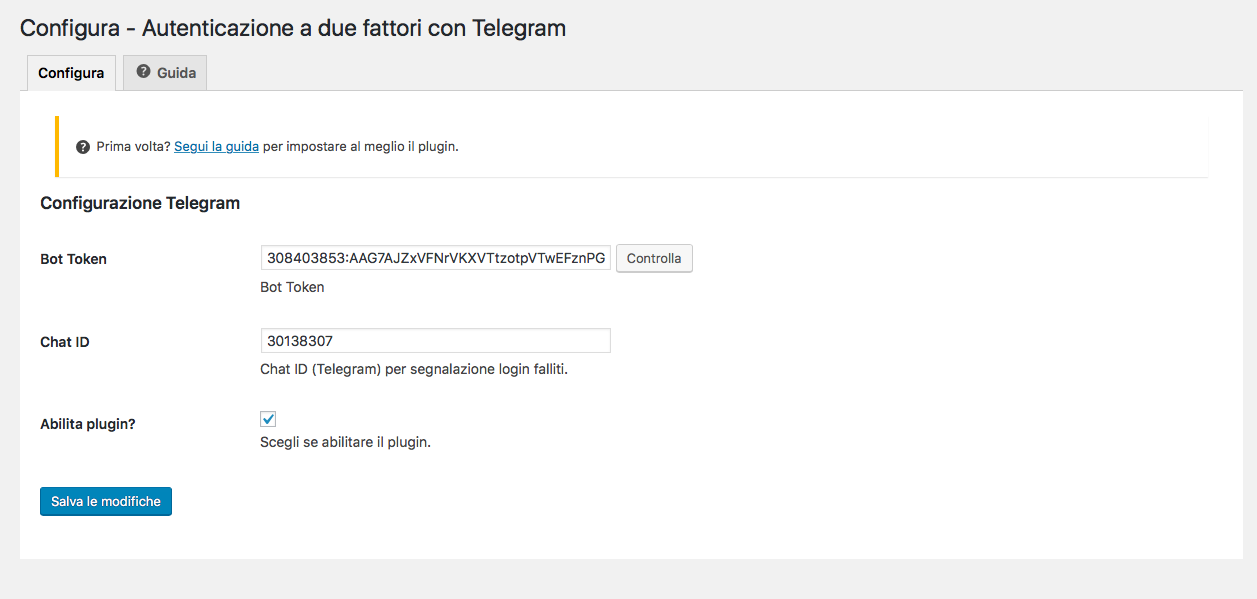 Configura - Autenticazione a due fattori con Telegram
Configura
Guida
Prima volta? Segui la guida per impostare al meglio il plugin.
Configurazione Telegram
Bot Token
308403853:AAG7AJZxVFNrVKXVTtzotpVTwEFznPG
Controlla
Bot Token
Chat ID
30138307
Chat ID (Telegram) per segnalazione login falliti.
Abilita plugin?
Scegli se abilitare il plugin.
Salva le modifiche